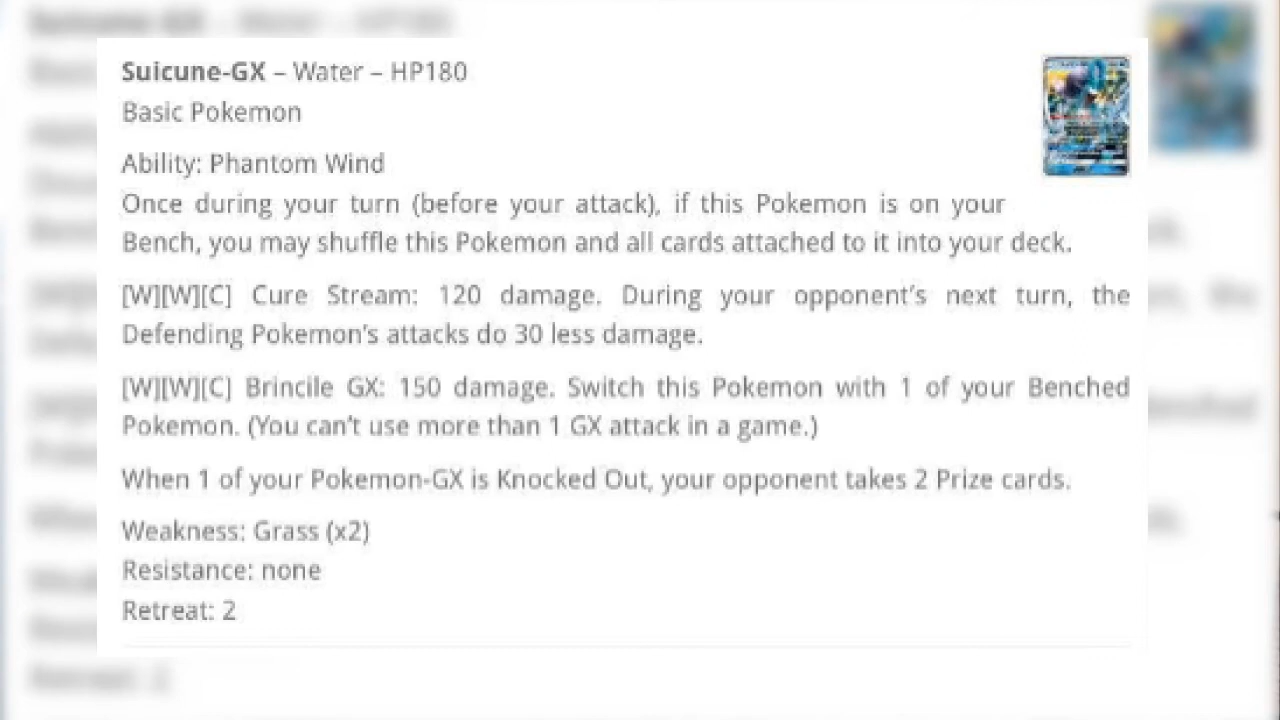 Suicune-GX – Water – HP180
Basic Pokemon
Ability: Phantom Wind
Once during your turn (before your attack), if this Pokemon is on your
Bench, you may shuffle this Pokemon and all cards attached to it into your deck.
[W][W][C] Cure Stream: 120 damage. During your opponent’s next turn, the
Defending Pokemon’s attacks do 30 less damage.
[W][W][C] Brincile GX: 150 damage. Switch this Pokemon with 1 of your Benched
Pokemon. (You can’t use more than 1 GX attack in a game.)
When 1 of your Pokemon-GX is Knocked Out, your opponent takes 2 Prize cards.
Weakness: Grass (x2)
Resistance: none
Retreat: 2